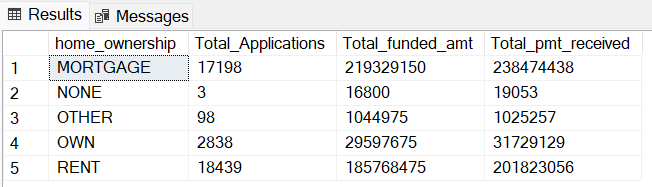 Results Messages
home_ownership Total_Applications Total_funded_amt Total_pmt_received
1 MORTGAGE 17198 219329150 238474438
2 NONE 3 16800 19053
3 OTHER 98 1044975 1025257
4 OWN 2838 29597675 31729129
5 RENT 18439 185768475 201823056